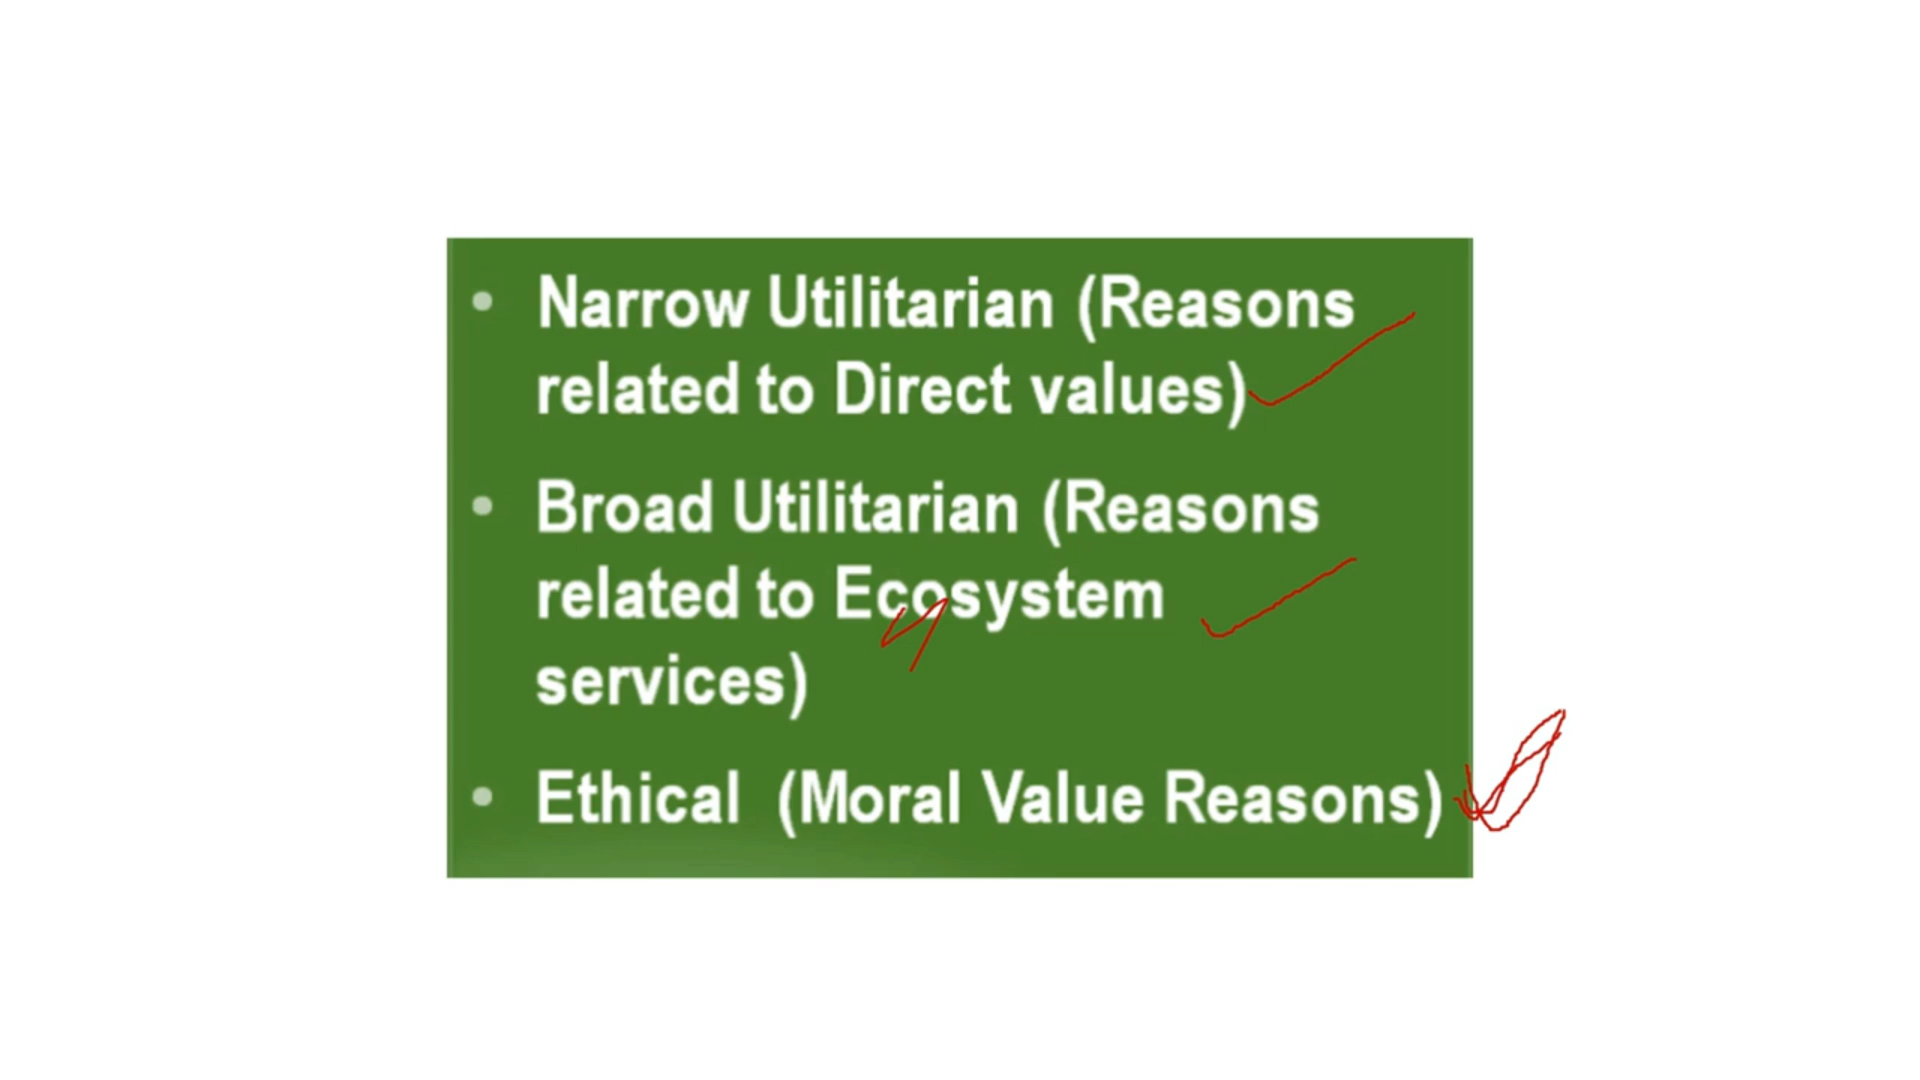 • Narrow Utilitarian (Reasons
related to Direct values)
• Broad Utilitarian (Reasons
related to Ecosystem
services)
• Ethical (Moral Value Reasons)